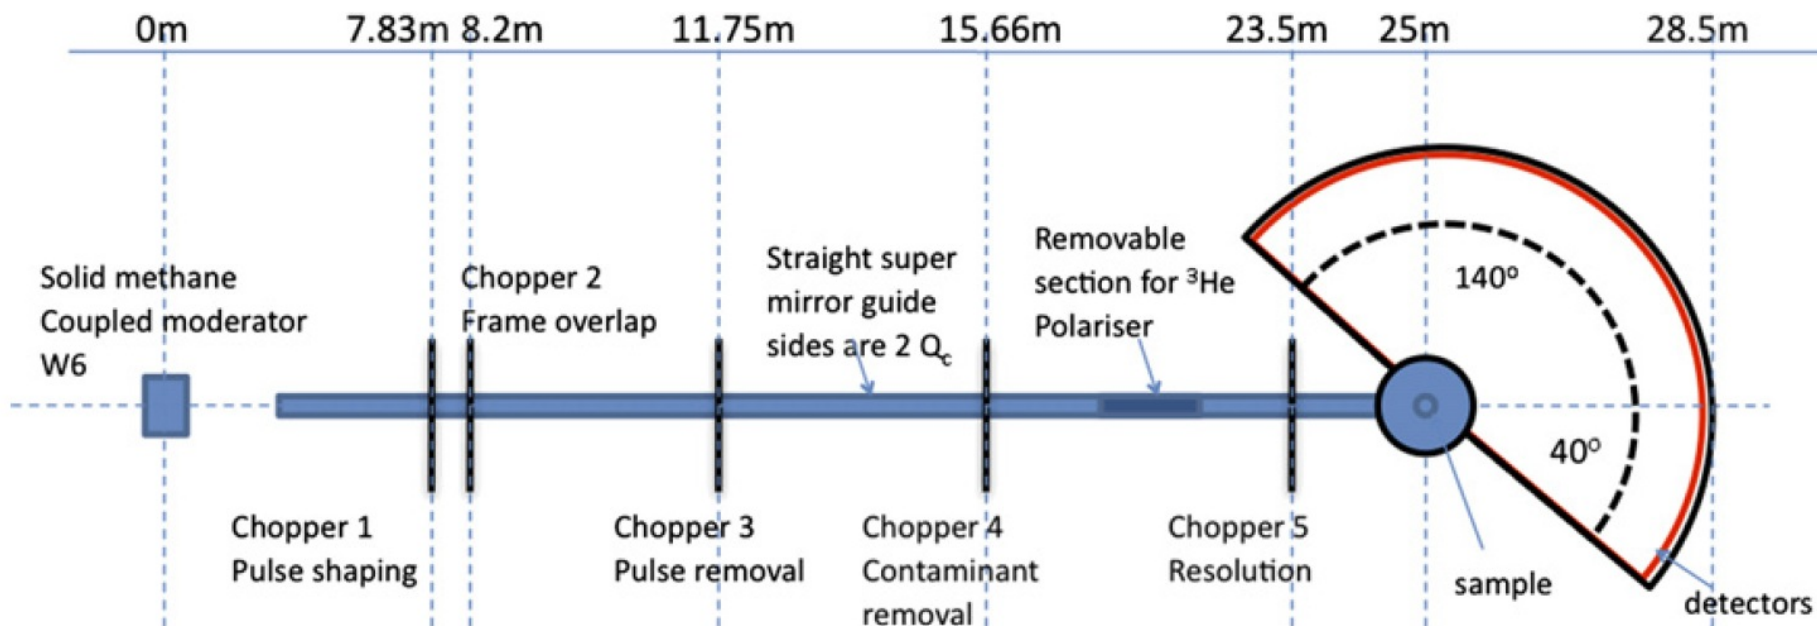 0m 7.83m 8.2m 11.75m 15.66m 23.5m 25m 28.5m
Solid methane
Coupled moderator
W6
Chopper 2
Frame overlap
Straight super
mirror guide
sides are 2 Qc
Removable
section for ³He
Polariser
140º
40º
Chopper 1
Pulse shaping
Chopper 3
Pulse removal
Chopper 4
Contaminant
removal
Chopper 5
Resolution
sample
detectors